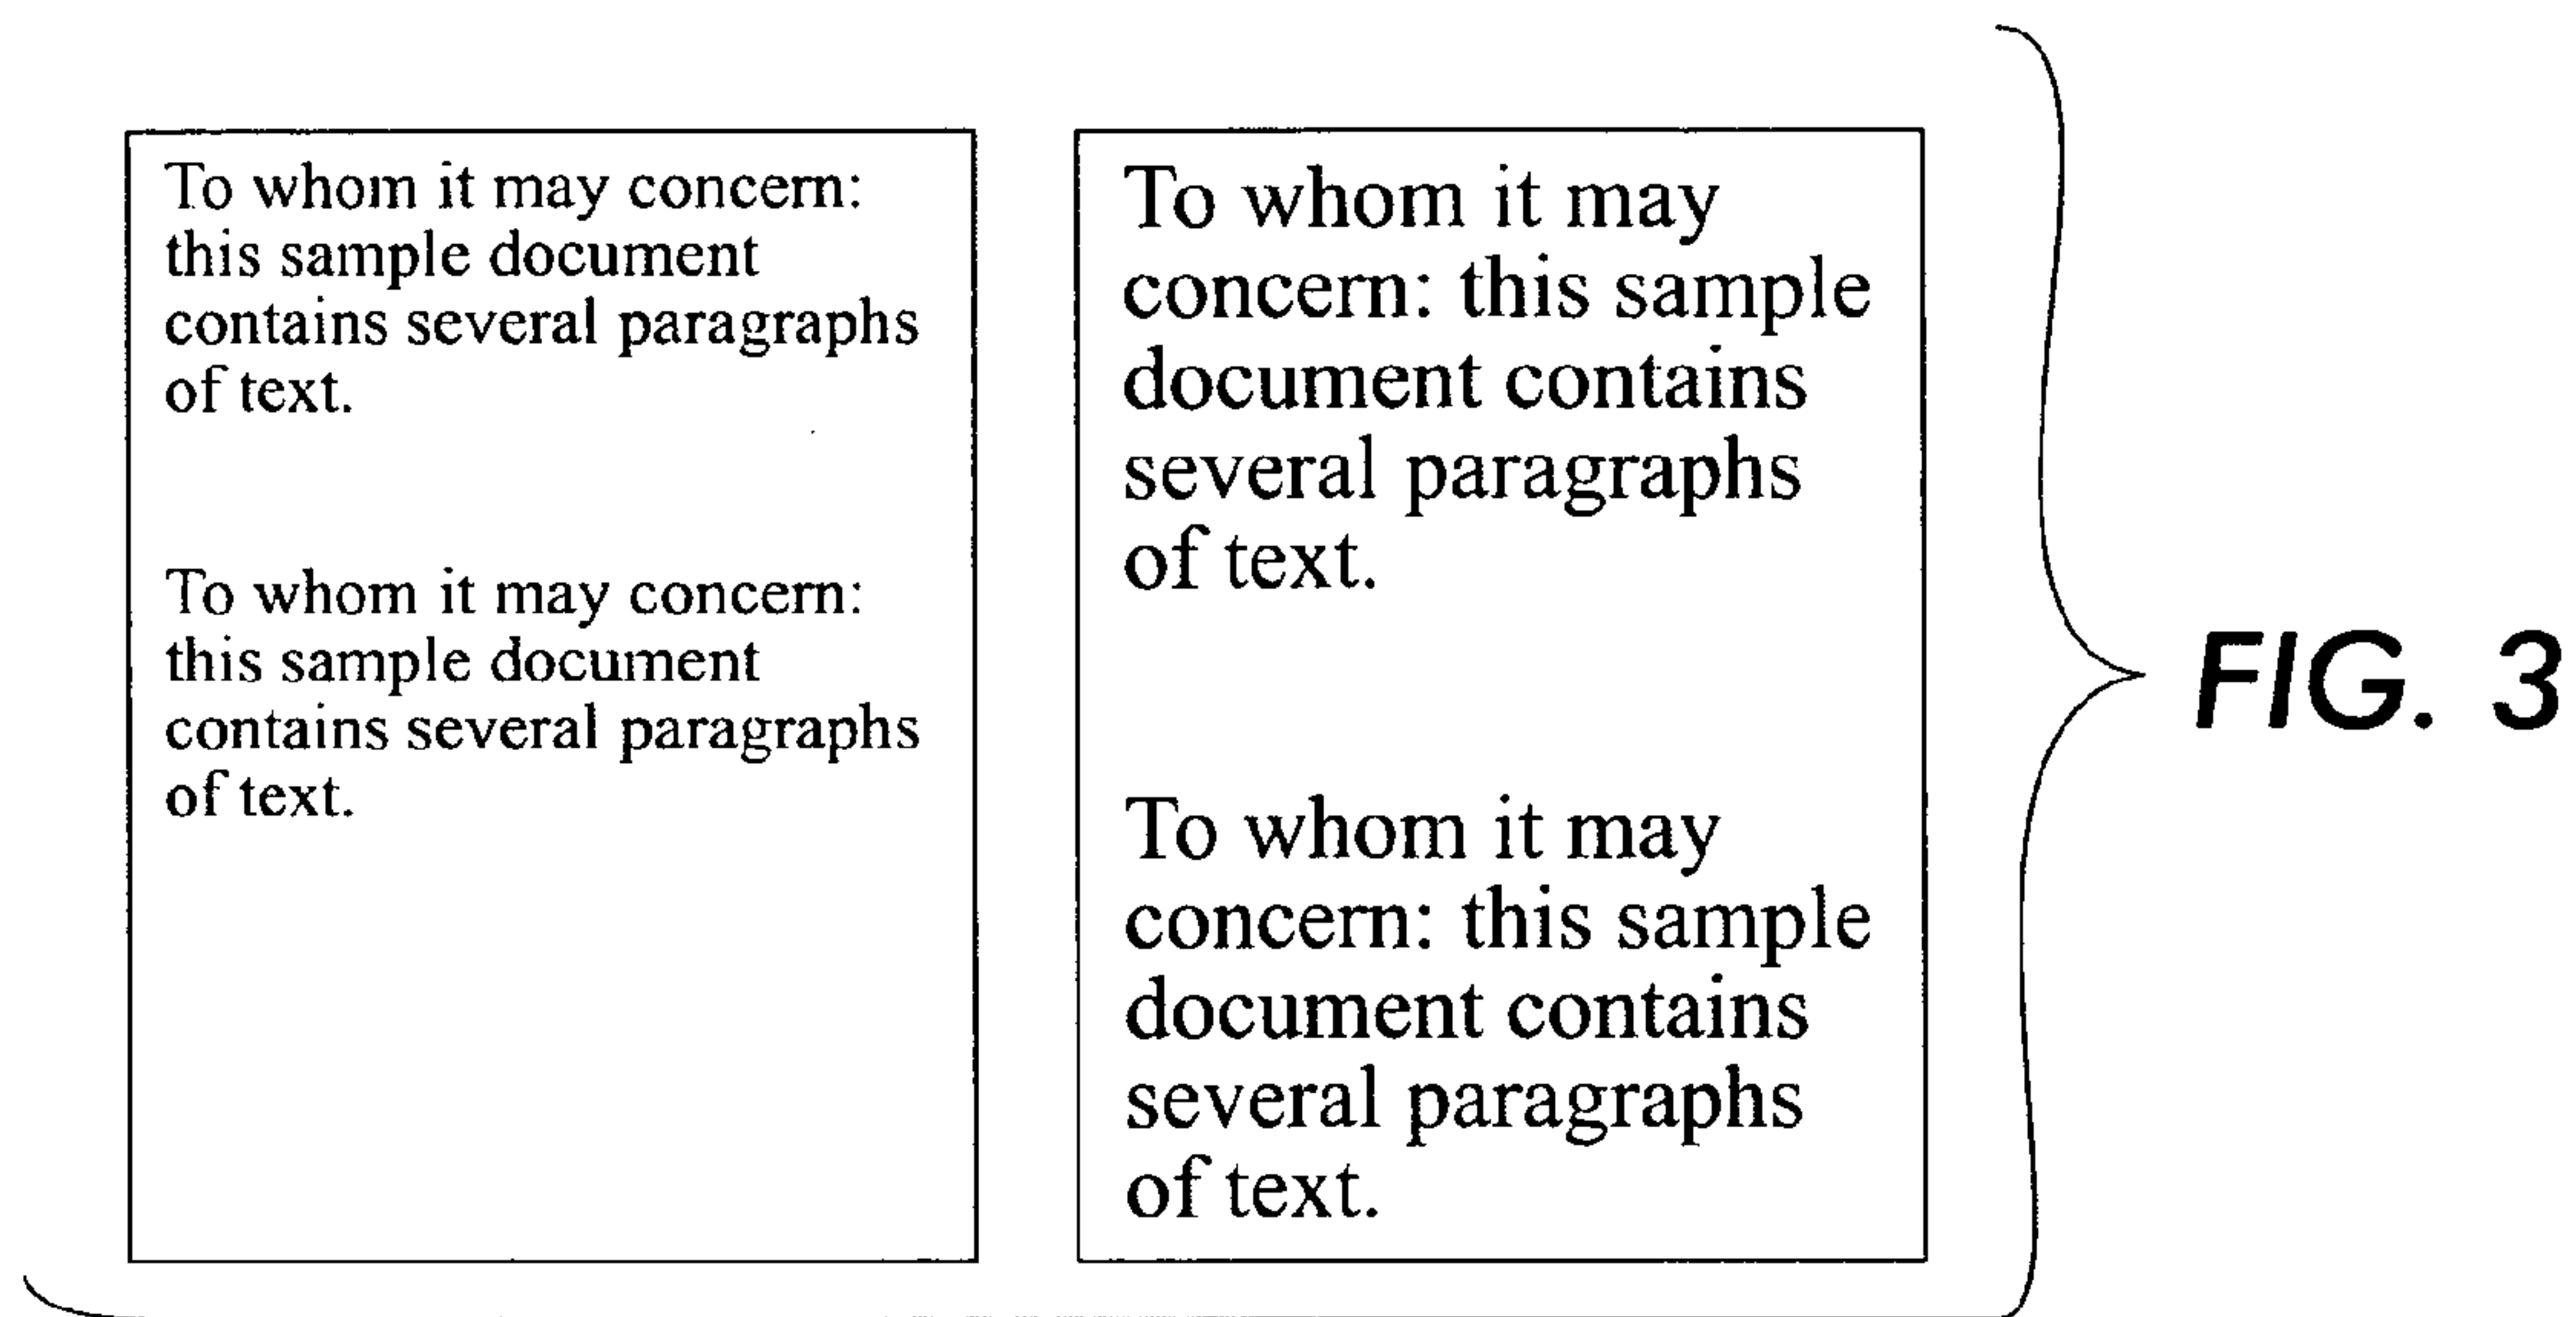 To whom it may concern:
this sample document
contains several paragraphs
of text.
To whom it may concern:
this sample document
contains several paragraphs
of text.
To whom it may
concern: this sample
document contains
several paragraphs
of text.
To whom it may
concern: this sample
document contains
several paragraphs
of text.
FIG. 3